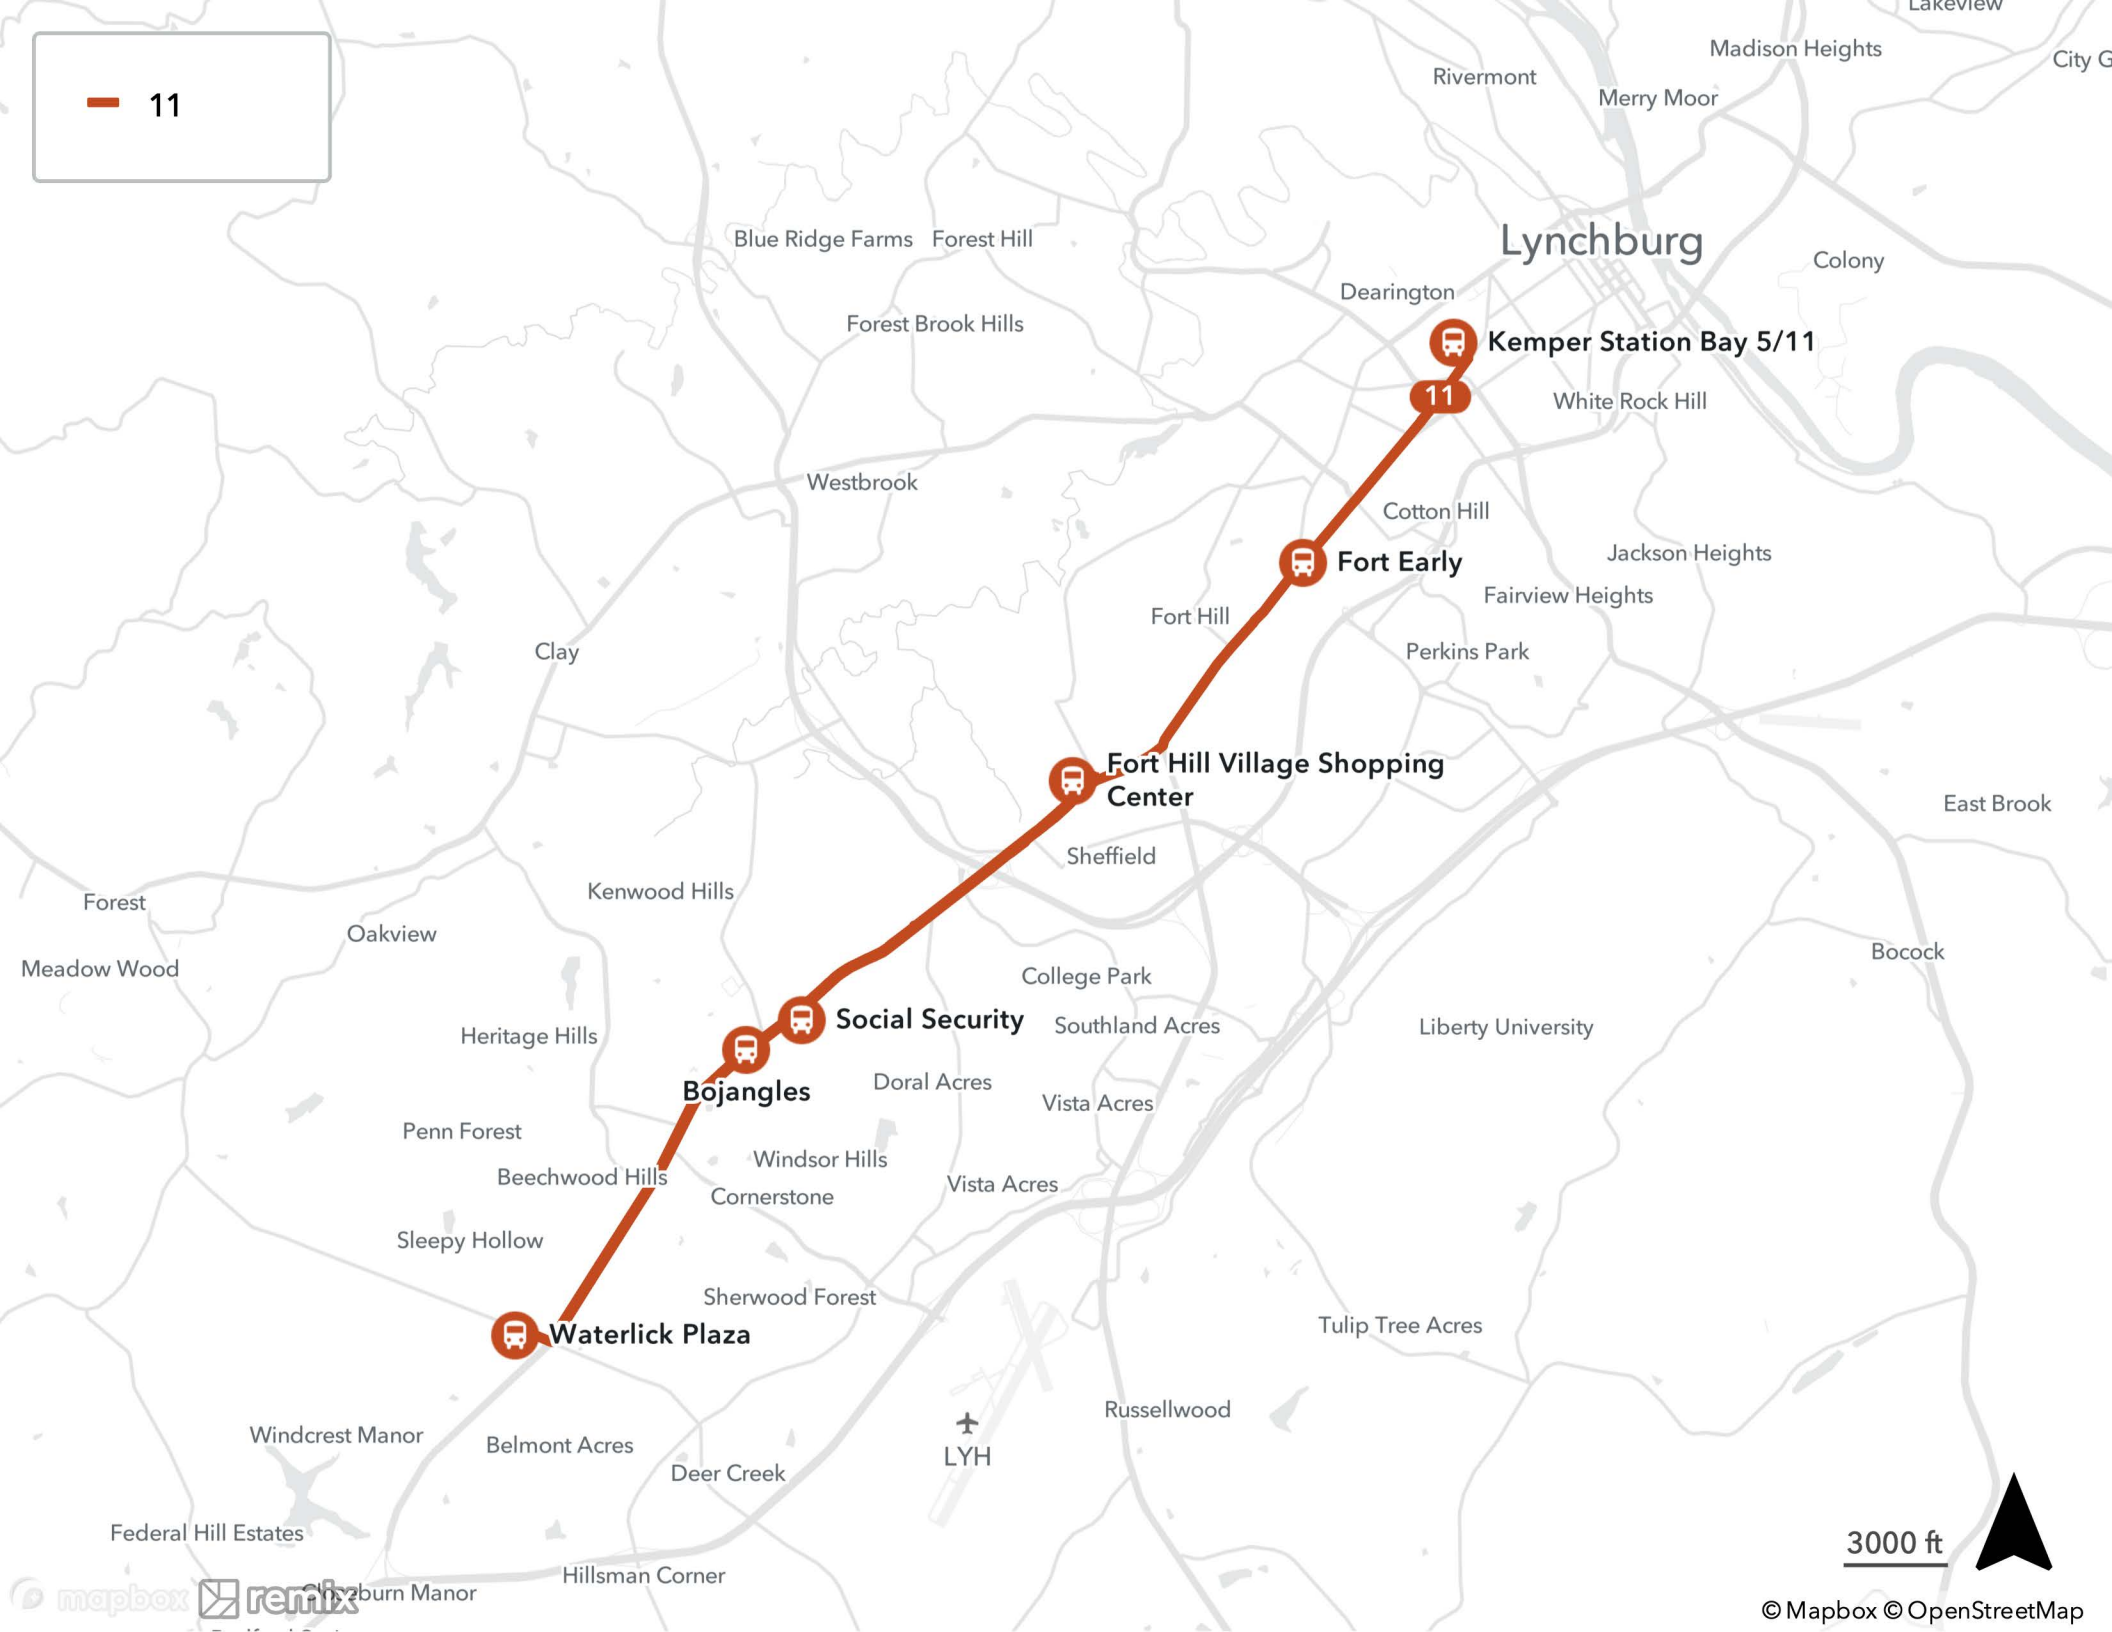 Lakeview
Madison Heights
City G
Rivermont
Merry Moor
11
Lynchburg
Blue Ridge Farms
Forest Hill
Colony
Dearington
Forest Brook Hills
Kemper Station Bay 5/11
11
White Rock Hill
Westbrook
Cotton Hill
Jackson Heights
Fort Early
Fairview Heights
Fort Hill
Clay
Perkins Park
Fort Hill Village Shopping
Center
East Brook
Sheffield
Kenwood Hills
Forest
Oakview
Bocock
Meadow Wood
College Park
Social Security
Southland Acres
Liberty University
Heritage Hills
Bojangles
Doral Acres
Vista Acres
Penn Forest
Windsor Hills
Beechwood Hills
Cornerstone
Vista Acres
Sleepy Hollow
Sherwood Forest
Waterlick Plaza
Tulip Tree Acres
Russellwood
Windcrest Manor
Belmont Acres
LYH
Deer Creek
Federal Hill Estates
3000 ft
Hillsman Corner
mapbox
remix
burn Manor
© Mapbox © OpenStreetMap